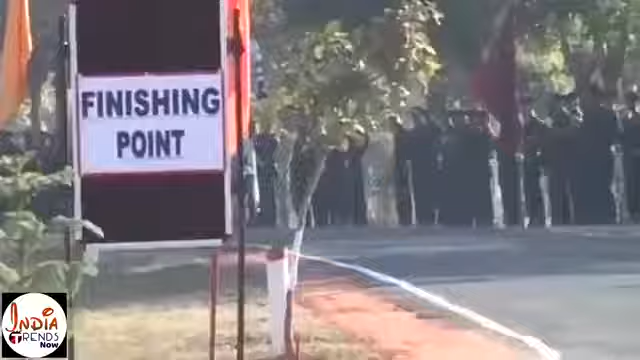 FINISHING
POINT
INDIA
TRENDS
Now